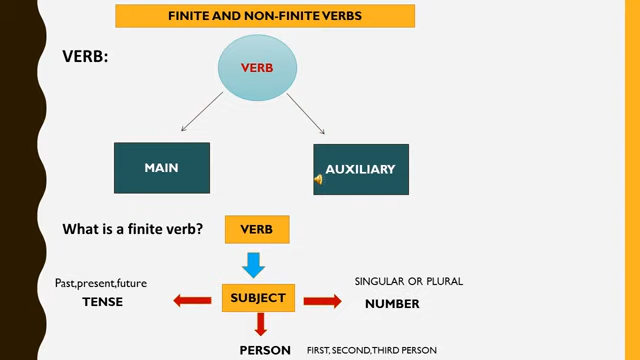 FINITE AND NON-FINITE VERBS
VERB:
VERB
MAIN
AUXILIARY
What is a finite verb?
VERB
Past,present,future
TENSE
SUBJECT
SINGULAR OR PLURAL
NUMBER
PERSON
FIRST, SECOND,THIRD PERSON